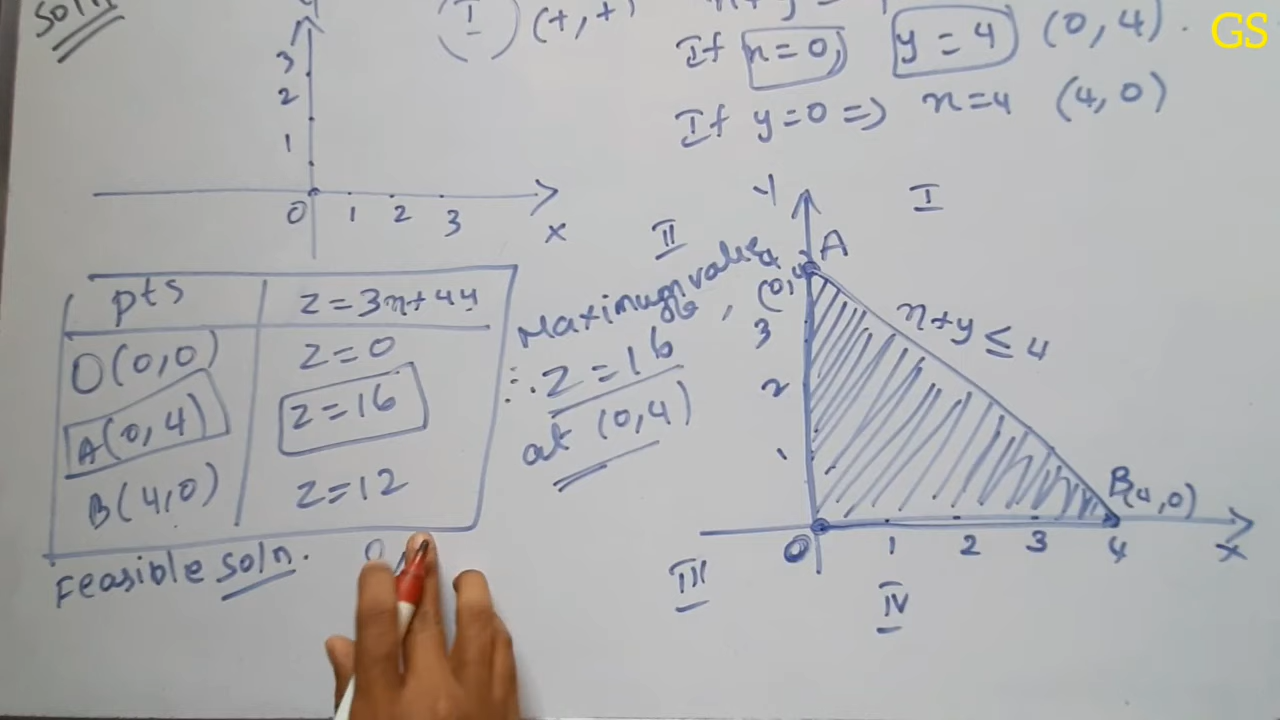 Soln
(I) (+,+)
If x=0, y = 4 (0, 4).
If y=0 => x=4 (4, 0)
GS
3
2
1
0 1 2 3
x
pts Z = 3x+4y
O(0,0) Z = 0
A(0, 4) Z = 16
B(4,0) Z = 12
Feasible Soln.
Maximum value
∴ Z = 16
at (0,4)
II
I
Y
A
4
3
2
1
x+y ≤ 4
B(4,0)
O 1 2 3 4
x
III
IV